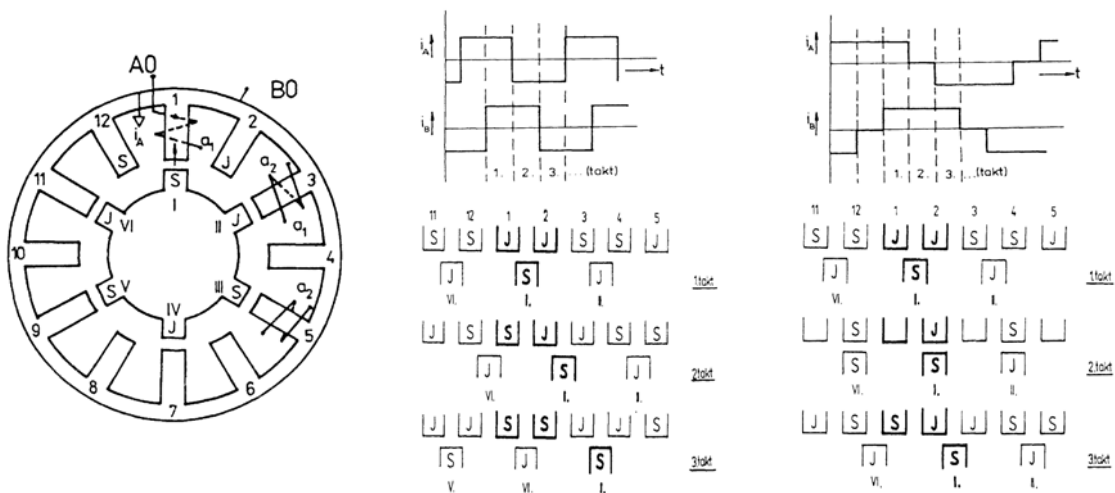 A0
B0
1
12
2
i_A
a₁
S
J
a₂
11
3
S
I
a₁
J
VI
II
J
10
4
S
V
III
S
a₂
IV
J
9
5
8
6
7
i_A
t
i_B
1. 2. 3. ...(takt)
11 12 1 2 3 4 5
S S J J S S J
J S J
1.takt
VI. I. II.
J S S J J S S
J S J
2.takt
VI. I. I.
J J S S J J S
S J S
3.takt
V. VI. I.
i_A
t
i_B
1. 2. 3. ...(takt)
11 12 1 2 3 4 5
S S J J S S J
J S J
1.takt
VI. I. II.
S J S
S S J
2.takt
VI. I. II.
J S S J J S S
J S J
3.takt
VI. I. II.